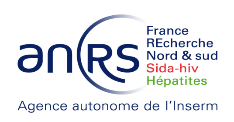 anRS
France
REcherche
Nord & sud
Sida-hiv
Hépatites
Agence autonome de l'Inserm